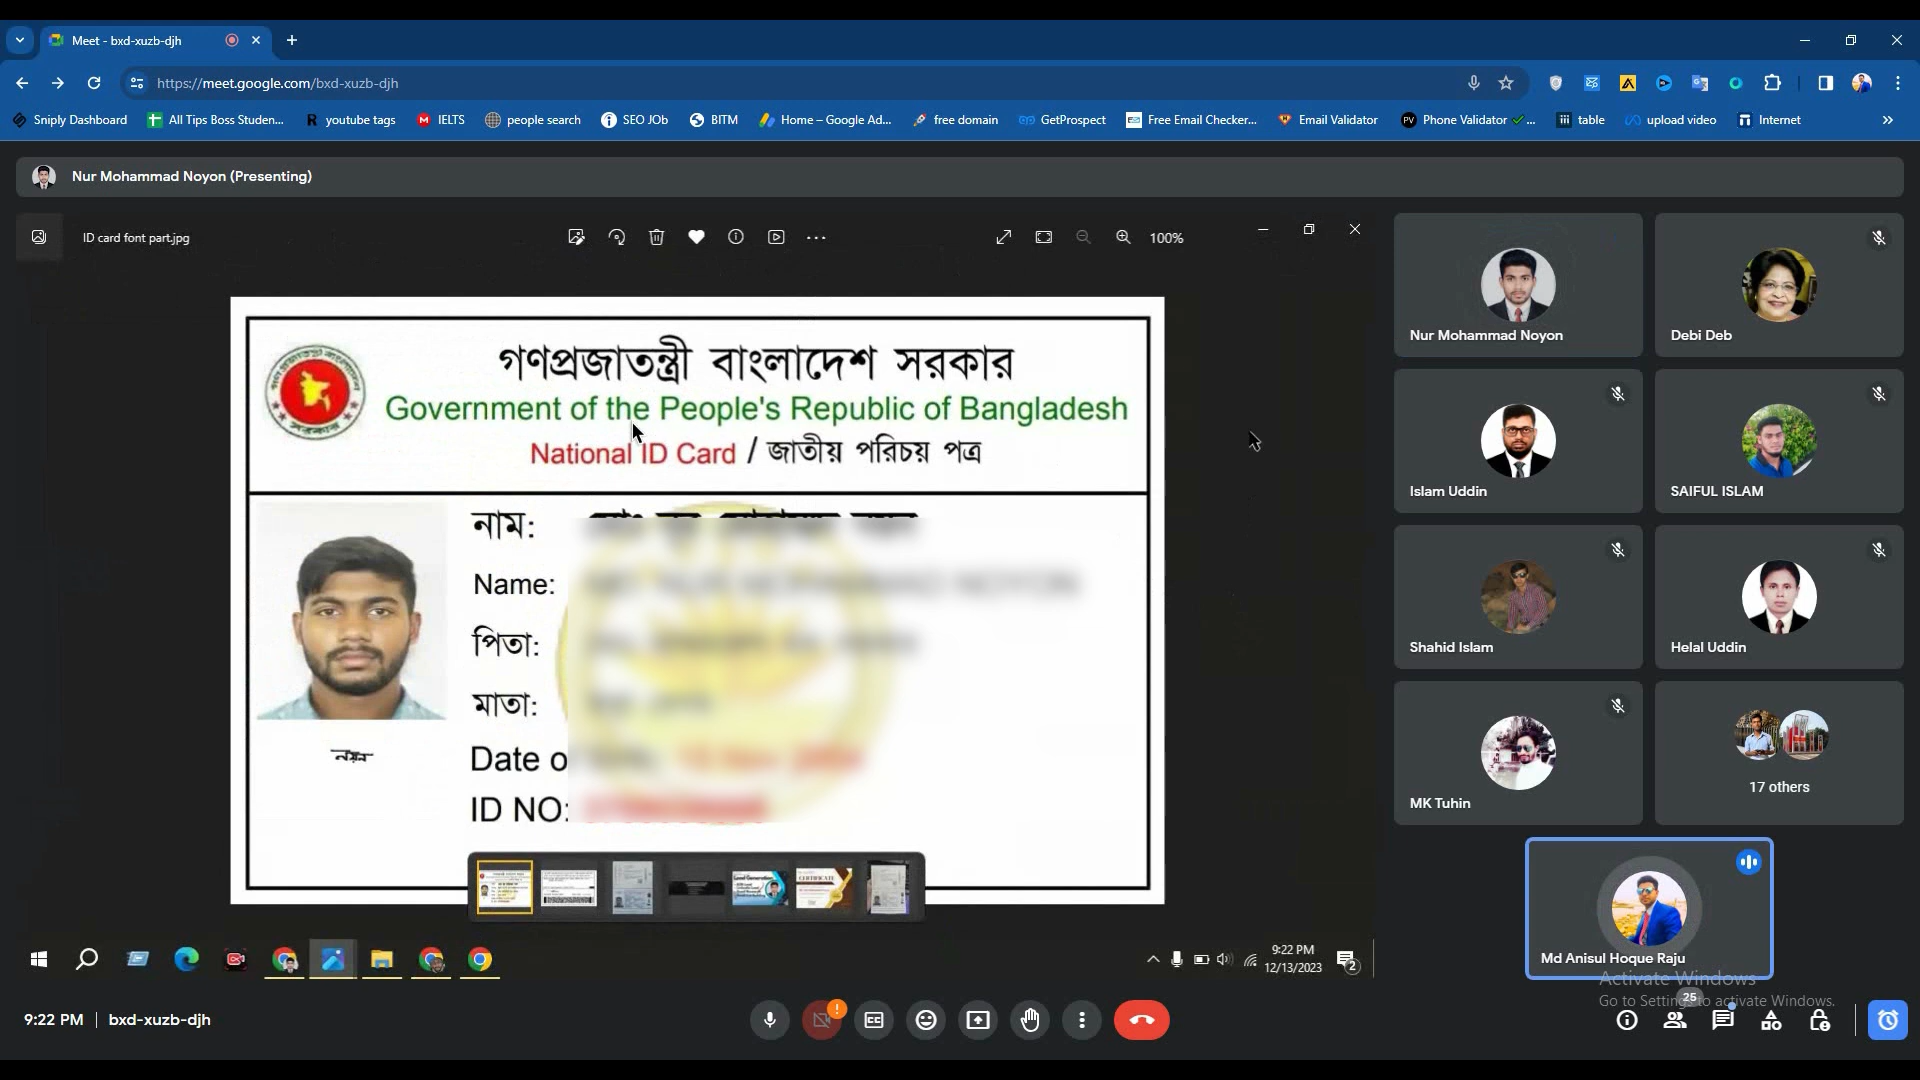 Meet - bxd-xuzb-djh
https://meet.google.com/bxd-xuzb-djh
Sniply Dashboard
All Tips Boss Studen...
youtube tags
IELTS
people search
SEO JOb
BITM
Home – Google Ad...
free domain
GetProspect
Free Email Checker...
Email Validator
Phone Validator ✓ ...
table
upload video
Internet
Nur Mohammad Noyon (Presenting)
ID card font part.jpg
100%
গণপ্রজাতন্ত্রী বাংলাদেশ সরকার
Government of the People's Republic of Bangladesh
National ID Card / জাতীয় পরিচয় পত্র
নাম:
Name:
পিতা:
মাতা:
Date o
ID NO:
Nur Mohammad Noyon
Debi Deb
Islam Uddin
SAIFUL ISLAM
Shahid Islam
Helal Uddin
MK Tuhin
17 others
Md Anisul Hoque Raju
9:22 PM
12/13/2023
2
Activate Windows
Go to Settings to activate Windows.
9:22 PM | bxd-xuzb-djh
25